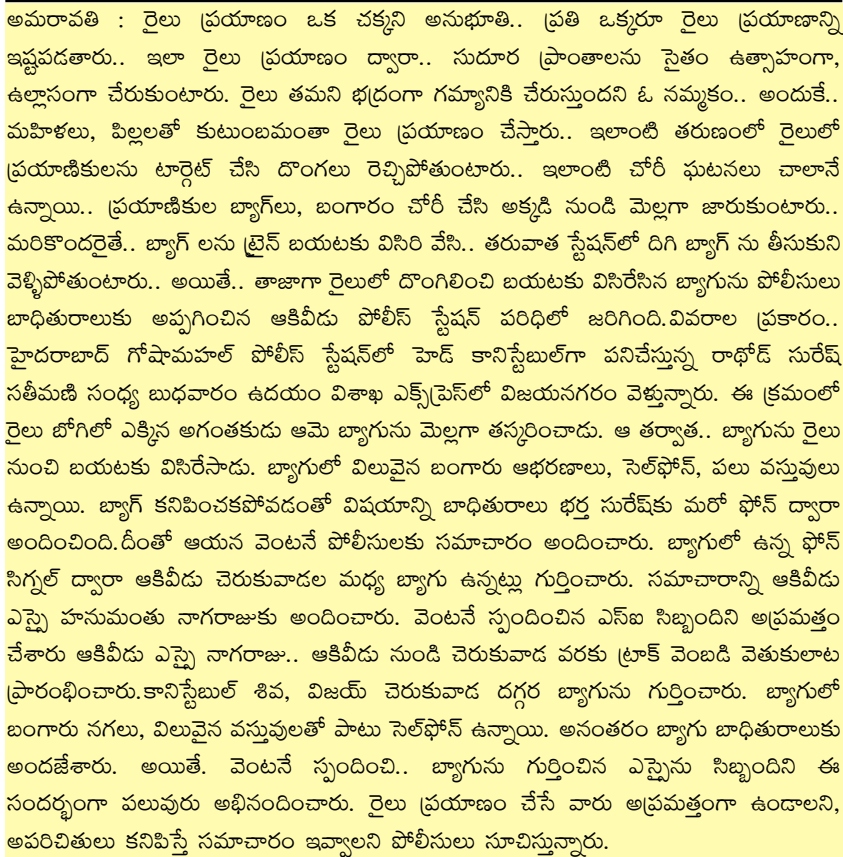 అమరావతి : రైలు ప్రయాణం ఒక చక్కని అనుభూతి.. ప్రతి ఒక్కరూ రైలు ప్రయాణాన్ని
ఇష్టపడతారు.. ఇలా రైలు ప్రయాణం ద్వారా.. సుదూర ప్రాంతాలను సైతం ఉత్సాహంగా,
ఉల్లాసంగా చేరుకుంటారు. రైలు తమని భద్రంగా గమ్యానికి చేరుస్తుందని ఓ నమ్మకం.. అందుకే..
మహిళలు, పిల్లలతో కుటుంబమంతా రైలు ప్రయాణం చేస్తారు.. ఇలాంటి తరుణంలో రైలులో
ప్రయాణికులను టార్గెట్ చేసి దొంగలు రెచ్చిపోతుంటారు.. ఇలాంటి చోరీ ఘటనలు చాలానే
ఉన్నాయి.. ప్రయాణికుల బ్యాగ్‌లు, బంగారం చోరీ చేసి అక్కడి నుండి మెల్లగా జారుకుంటారు..
మరికొందరైతే.. బ్యాగ్ లను ట్రైన్ బయటకు విసిరి వేసి.. తరువాత స్టేషన్‌లో దిగి బ్యాగ్ ను తీసుకుని
వెళ్ళిపోతుంటారు.. అయితే.. తాజాగా రైలులో దొంగిలించి బయటకు విసిరేసిన బ్యాగును పోలీసులు
బాధితురాలుకు అప్పగించిన ఆకివీడు పోలీస్ స్టేషన్ పరిధిలో జరిగింది.వివరాల ప్రకారం..
హైదరాబాద్ గోషామహల్ పోలీస్ స్టేషన్‌లో హెడ్ కానిస్టేబుల్‌గా పనిచేస్తున్న రాథోడ్ సురేష్
సతీమణి సంధ్య బుధవారం ఉదయం విశాఖ ఎక్స్‌ప్రెస్‌లో విజయనగరం వెళ్తున్నారు. ఈ క్రమంలో
రైలు బోగిలో ఎక్కిన అగంతకుడు ఆమె బ్యాగును మెల్లగా తస్కరించాడు. ఆ తర్వాత.. బ్యాగును రైలు
నుంచి బయటకు విసిరేసాడు. బ్యాగులో విలువైన బంగారు ఆభరణాలు, సెల్‌ఫోన్, పలు వస్తువులు
ఉన్నాయి. బ్యాగ్ కనిపించకపోవడంతో విషయాన్ని బాధితురాలు భర్త సురేష్‌కు మరో ఫోన్ ద్వారా
అందించింది.దీంతో ఆయన వెంటనే పోలీసులకు సమాచారం అందించారు. బ్యాగులో ఉన్న ఫోన్
సిగ్నల్ ద్వారా ఆకివీడు చెరుకువాడల మధ్య బ్యాగు ఉన్నట్లు గుర్తించారు. సమాచారాన్ని ఆకివీడు
ఎస్సై హనుమంతు నాగరాజుకు అందించారు. వెంటనే స్పందించిన ఎస్ఐ సిబ్బందిని అప్రమత్తం
చేశారు ఆకివీడు ఎస్సై నాగరాజు.. ఆకివీడు నుండి చెరుకువాడ వరకు ట్రాక్ వెంబడి వెతుకులాట
ప్రారంభించారు.కానిస్టేబుల్ శివ, విజయ్ చెరుకువాడ దగ్గర బ్యాగును గుర్తించారు. బ్యాగులో
బంగారు నగలు, విలువైన వస్తువులతో పాటు సెల్‌ఫోన్ ఉన్నాయి. అనంతరం బ్యాగు బాధితురాలుకు
అందజేశారు. అయితే. వెంటనే స్పందించి.. బ్యాగును గుర్తించిన ఎస్సైను సిబ్బందిని ఈ
సందర్భంగా పలువురు అభినందించారు. రైలు ప్రయాణం చేసే వారు అప్రమత్తంగా ఉండాలని,
అపరిచితులు కనిపిస్తే సమాచారం ఇవ్వాలని పోలీసులు సూచిస్తున్నారు.